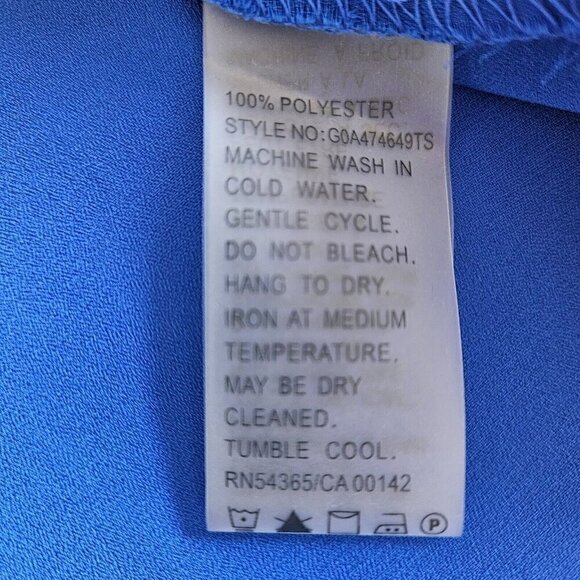 100% POLYESTER
STYLE NO:G0A474649TS
MACHINE WASH IN
COLD WATER.
GENTLE CYCLE.
DO NOT BLEACH.
HANG TO DRY.
IRON AT MEDIUM
TEMPERATURE.
MAY BE DRY
CLEANED.
TUMBLE COOL.
RN54365/CA 00142
P